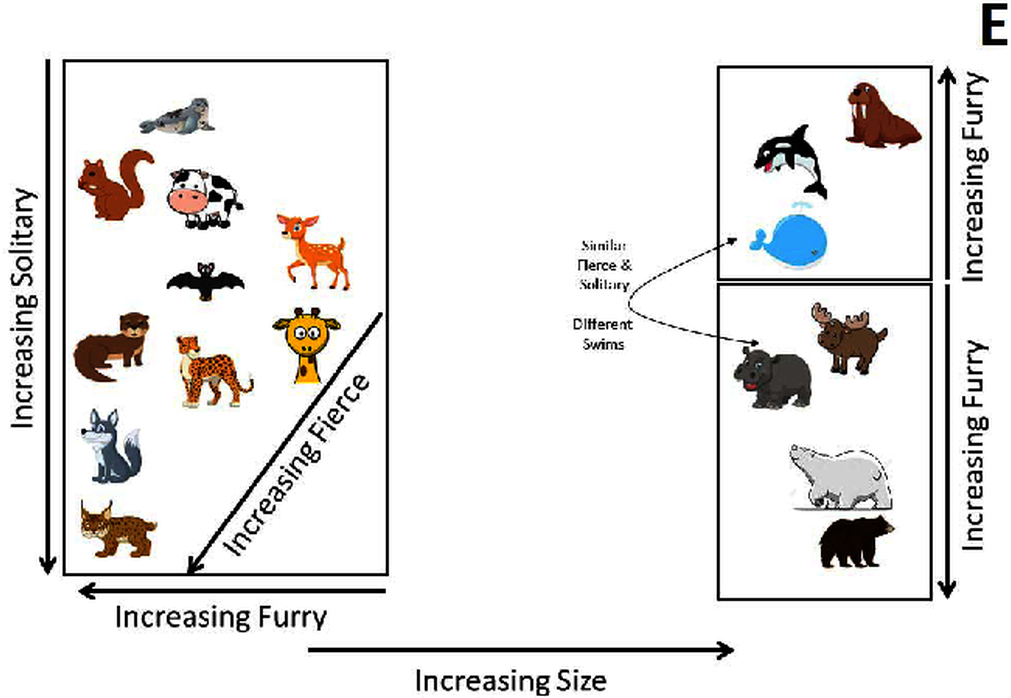 E
Increasing Solitary
Increasing Fierce
Increasing Furry
Increasing Size
Similar
Fierce &
Solitary
Different
Swims
Increasing Furry
Increasing Furry